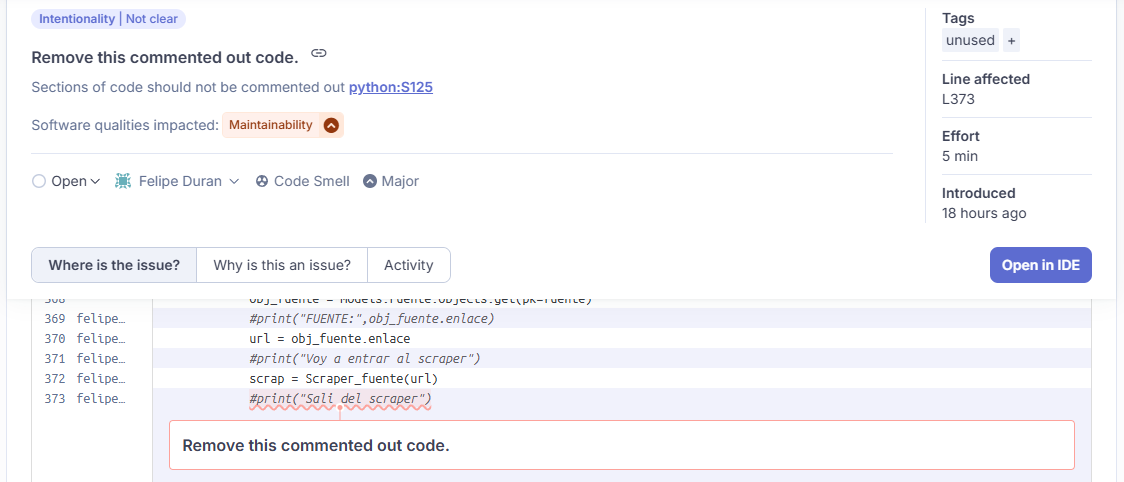 Intentionality | Not clear
Remove this commented out code.
Sections of code should not be commented out python:S125
Software qualities impacted: Maintainability
Open Felipe Duran Code Smell Major
Tags
unused +
Line affected
L373
Effort
5 min
Introduced
18 hours ago
Where is the issue? Why is this an issue? Activity
Open in IDE
368 obj_fuente = Models.Fuente.objects.get(pk=fuente)
369 felipe… #print("FUENTE:",obj_fuente.enlace)
370 felipe… url = obj_fuente.enlace
371 felipe… #print("Voy a entrar al scraper")
372 felipe… scrap = Scraper_fuente(url)
373 felipe… #print("Sali del scraper")
Remove this commented out code.